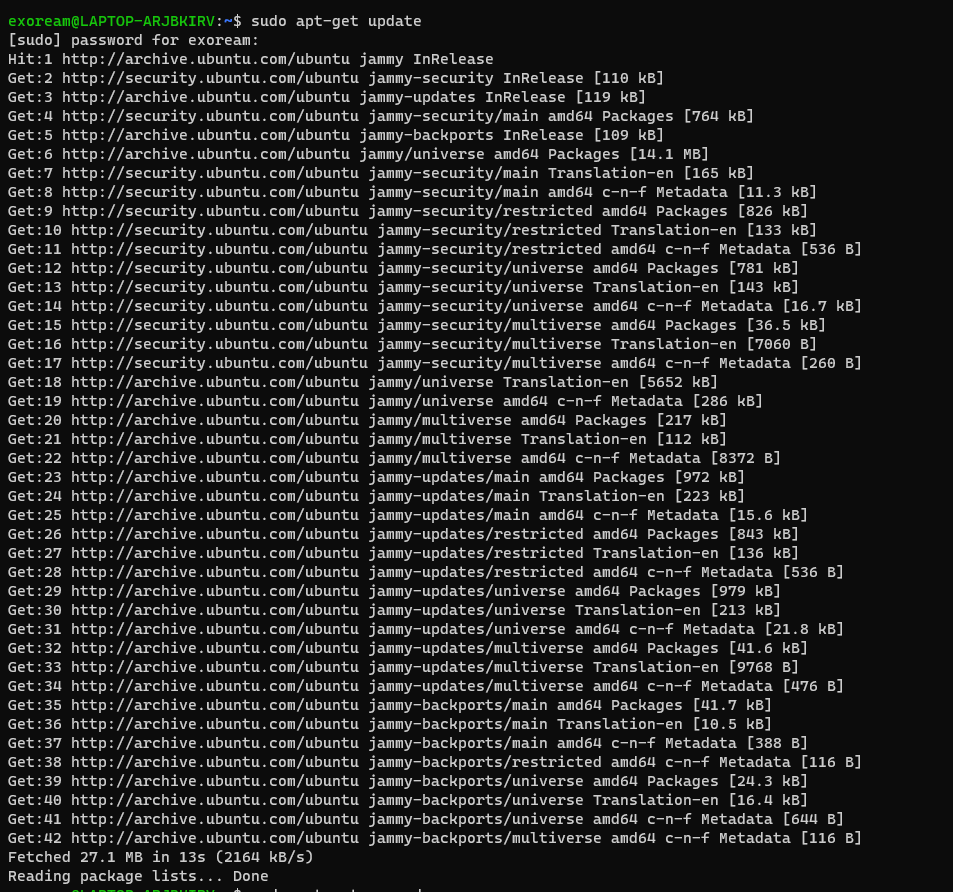 exoream@LAPTOP-ARJBKIRV:~$ sudo apt-get update
[sudo] password for exoream:
Hit:1 http://archive.ubuntu.com/ubuntu jammy InRelease
Get:2 http://security.ubuntu.com/ubuntu jammy-security InRelease [110 kB]
Get:3 http://archive.ubuntu.com/ubuntu jammy-updates InRelease [119 kB]
Get:4 http://security.ubuntu.com/ubuntu jammy-security/main amd64 Packages [764 kB]
Get:5 http://archive.ubuntu.com/ubuntu jammy-backports InRelease [109 kB]
Get:6 http://archive.ubuntu.com/ubuntu jammy/universe amd64 Packages [14.1 MB]
Get:7 http://security.ubuntu.com/ubuntu jammy-security/main Translation-en [165 kB]
Get:8 http://security.ubuntu.com/ubuntu jammy-security/main amd64 c-n-f Metadata [11.3 kB]
Get:9 http://security.ubuntu.com/ubuntu jammy-security/restricted amd64 Packages [826 kB]
Get:10 http://security.ubuntu.com/ubuntu jammy-security/restricted Translation-en [133 kB]
Get:11 http://security.ubuntu.com/ubuntu jammy-security/restricted amd64 c-n-f Metadata [536 B]
Get:12 http://security.ubuntu.com/ubuntu jammy-security/universe amd64 Packages [781 kB]
Get:13 http://security.ubuntu.com/ubuntu jammy-security/universe Translation-en [143 kB]
Get:14 http://security.ubuntu.com/ubuntu jammy-security/universe amd64 c-n-f Metadata [16.7 kB]
Get:15 http://security.ubuntu.com/ubuntu jammy-security/multiverse amd64 Packages [36.5 kB]
Get:16 http://security.ubuntu.com/ubuntu jammy-security/multiverse Translation-en [7060 B]
Get:17 http://security.ubuntu.com/ubuntu jammy-security/multiverse amd64 c-n-f Metadata [260 B]
Get:18 http://archive.ubuntu.com/ubuntu jammy/universe Translation-en [5652 kB]
Get:19 http://archive.ubuntu.com/ubuntu jammy/universe amd64 c-n-f Metadata [286 kB]
Get:20 http://archive.ubuntu.com/ubuntu jammy/multiverse amd64 Packages [217 kB]
Get:21 http://archive.ubuntu.com/ubuntu jammy/multiverse Translation-en [112 kB]
Get:22 http://archive.ubuntu.com/ubuntu jammy/multiverse amd64 c-n-f Metadata [8372 B]
Get:23 http://archive.ubuntu.com/ubuntu jammy-updates/main amd64 Packages [972 kB]
Get:24 http://archive.ubuntu.com/ubuntu jammy-updates/main Translation-en [223 kB]
Get:25 http://archive.ubuntu.com/ubuntu jammy-updates/main amd64 c-n-f Metadata [15.6 kB]
Get:26 http://archive.ubuntu.com/ubuntu jammy-updates/restricted amd64 Packages [843 kB]
Get:27 http://archive.ubuntu.com/ubuntu jammy-updates/restricted Translation-en [136 kB]
Get:28 http://archive.ubuntu.com/ubuntu jammy-updates/restricted amd64 c-n-f Metadata [536 B]
Get:29 http://archive.ubuntu.com/ubuntu jammy-updates/universe amd64 Packages [979 kB]
Get:30 http://archive.ubuntu.com/ubuntu jammy-updates/universe Translation-en [213 kB]
Get:31 http://archive.ubuntu.com/ubuntu jammy-updates/universe amd64 c-n-f Metadata [21.8 kB]
Get:32 http://archive.ubuntu.com/ubuntu jammy-updates/multiverse amd64 Packages [41.6 kB]
Get:33 http://archive.ubuntu.com/ubuntu jammy-updates/multiverse Translation-en [9768 B]
Get:34 http://archive.ubuntu.com/ubuntu jammy-updates/multiverse amd64 c-n-f Metadata [476 B]
Get:35 http://archive.ubuntu.com/ubuntu jammy-backports/main amd64 Packages [41.7 kB]
Get:36 http://archive.ubuntu.com/ubuntu jammy-backports/main Translation-en [10.5 kB]
Get:37 http://archive.ubuntu.com/ubuntu jammy-backports/main amd64 c-n-f Metadata [388 B]
Get:38 http://archive.ubuntu.com/ubuntu jammy-backports/restricted amd64 c-n-f Metadata [116 B]
Get:39 http://archive.ubuntu.com/ubuntu jammy-backports/universe amd64 Packages [24.3 kB]
Get:40 http://archive.ubuntu.com/ubuntu jammy-backports/universe Translation-en [16.4 kB]
Get:41 http://archive.ubuntu.com/ubuntu jammy-backports/universe amd64 c-n-f Metadata [644 B]
Get:42 http://archive.ubuntu.com/ubuntu jammy-backports/multiverse amd64 c-n-f Metadata [116 B]
Fetched 27.1 MB in 13s (2164 kB/s)
Reading package lists... Done